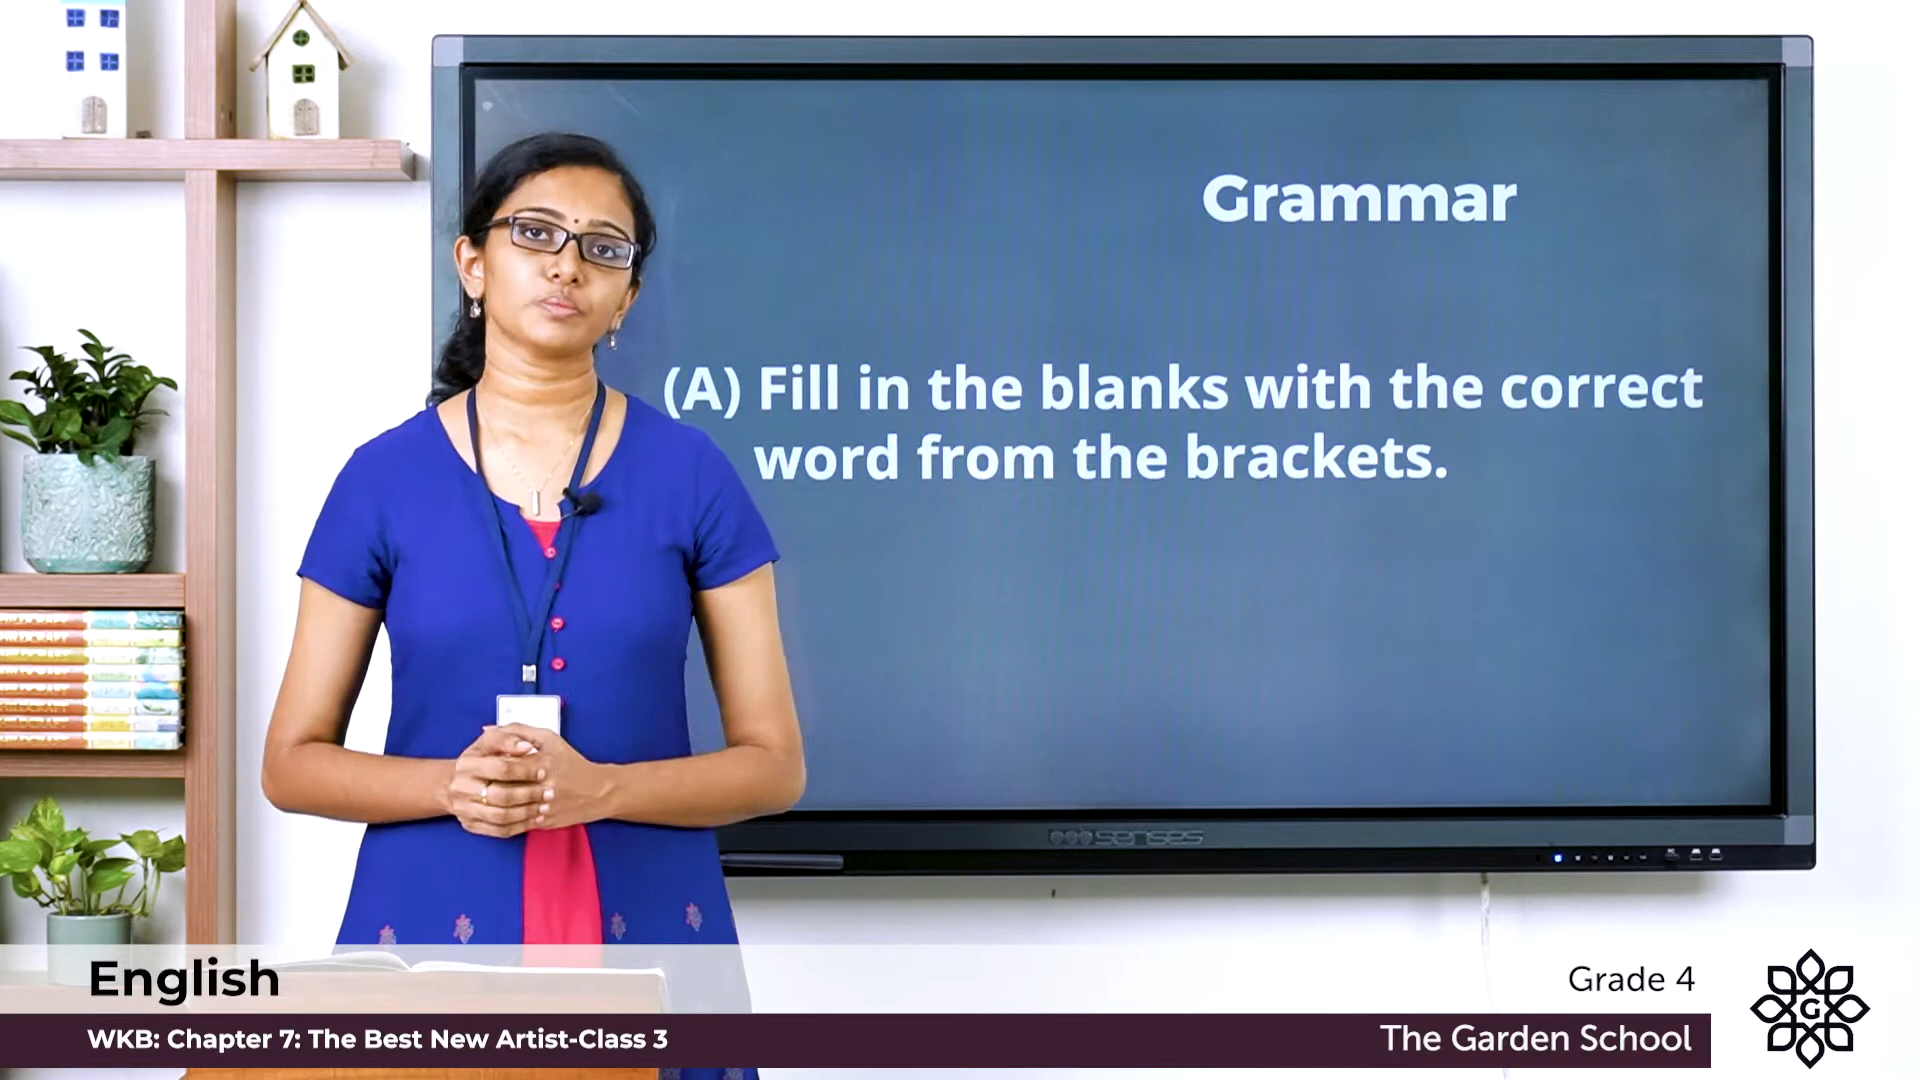 Grammar
(A) Fill in the blanks with the correct
word from the brackets.
senses
English
Grade 4
WKB: Chapter 7: The Best New Artist-Class 3
The Garden School
G